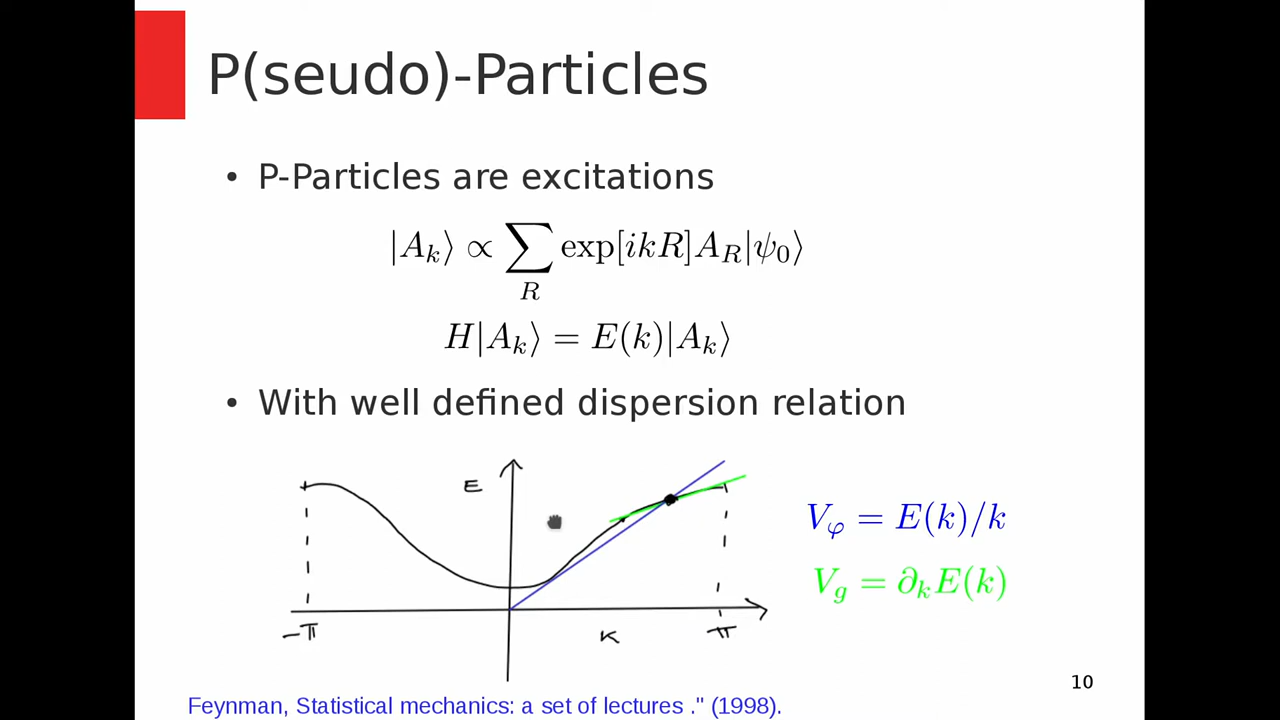 P(seudo)-Particles
• P-Particles are excitations
|A_k⟩ ∝ ∑_R exp[ikR]A_R|ψ_0⟩
H|A_k⟩ = E(k)|A_k⟩
• With well defined dispersion relation
E
V_φ = E(k)/k
V_g = ∂_kE(k)
-π K π
10
Feynman, Statistical mechanics: a set of lectures ." (1998).